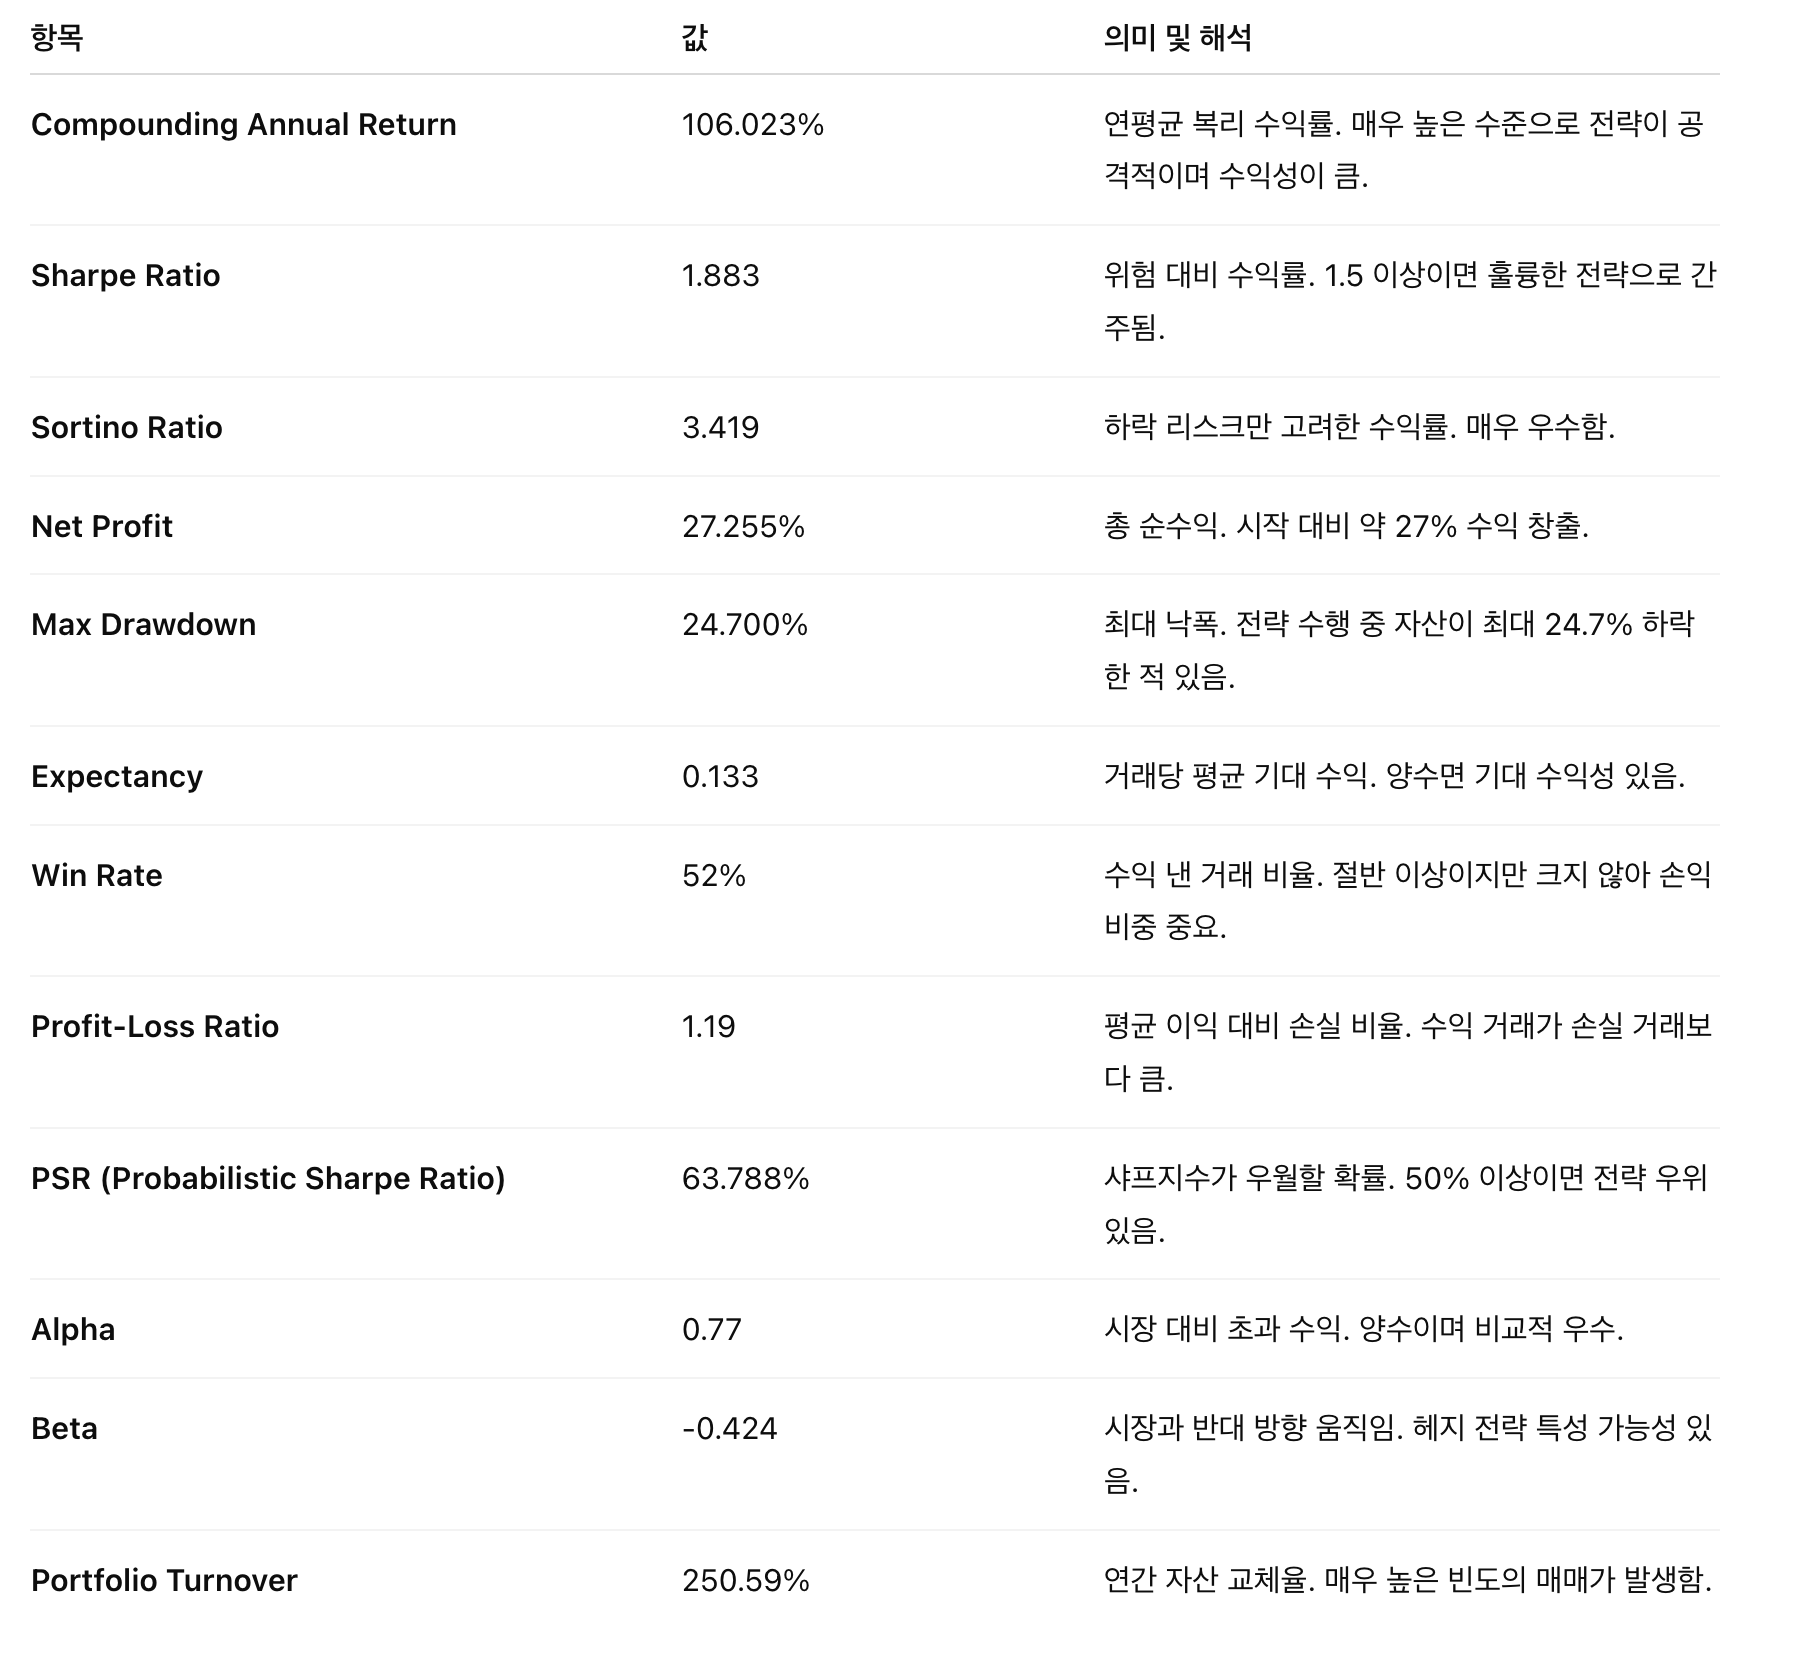 항목 값 의미 및 해석
Compounding Annual Return 106.023% 연평균 복리 수익률. 매우 높은 수준으로 전략이 공
격적이며 수익성이 큼.
Sharpe Ratio 1.883 위험 대비 수익률. 1.5 이상이면 훌륭한 전략으로 간
주됨.
Sortino Ratio 3.419 하락 리스크만 고려한 수익률. 매우 우수함.
Net Profit 27.255% 총 순수익. 시작 대비 약 27% 수익 창출.
Max Drawdown 24.700% 최대 낙폭. 전략 수행 중 자산이 최대 24.7% 하락
한 적 있음.
Expectancy 0.133 거래당 평균 기대 수익. 양수면 기대 수익성 있음.
Win Rate 52% 수익 낸 거래 비율. 절반 이상이지만 크지 않아 손익
비중 중요.
Profit-Loss Ratio 1.19 평균 이익 대비 손실 비율. 수익 거래가 손실 거래보
다 큼.
PSR (Probabilistic Sharpe Ratio) 63.788% 샤프지수가 우월할 확률. 50% 이상이면 전략 우위
있음.
Alpha 0.77 시장 대비 초과 수익. 양수이며 비교적 우수.
Beta -0.424 시장과 반대 방향 움직임. 헤지 전략 특성 가능성 있
음.
Portfolio Turnover 250.59% 연간 자산 교체율. 매우 높은 빈도의 매매가 발생함.